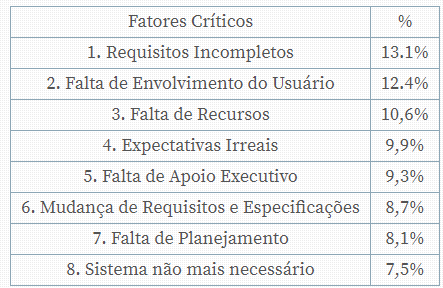 Fatores Críticos %
1. Requisitos Incompletos 13.1%
2. Falta de Envolvimento do Usuário 12.4%
3. Falta de Recursos 10,6%
4. Expectativas Irreais 9,9%
5. Falta de Apoio Executivo 9,3%
6. Mudança de Requisitos e Especificações 8,7%
7. Falta de Planejamento 8,1%
8. Sistema não mais necessário 7,5%